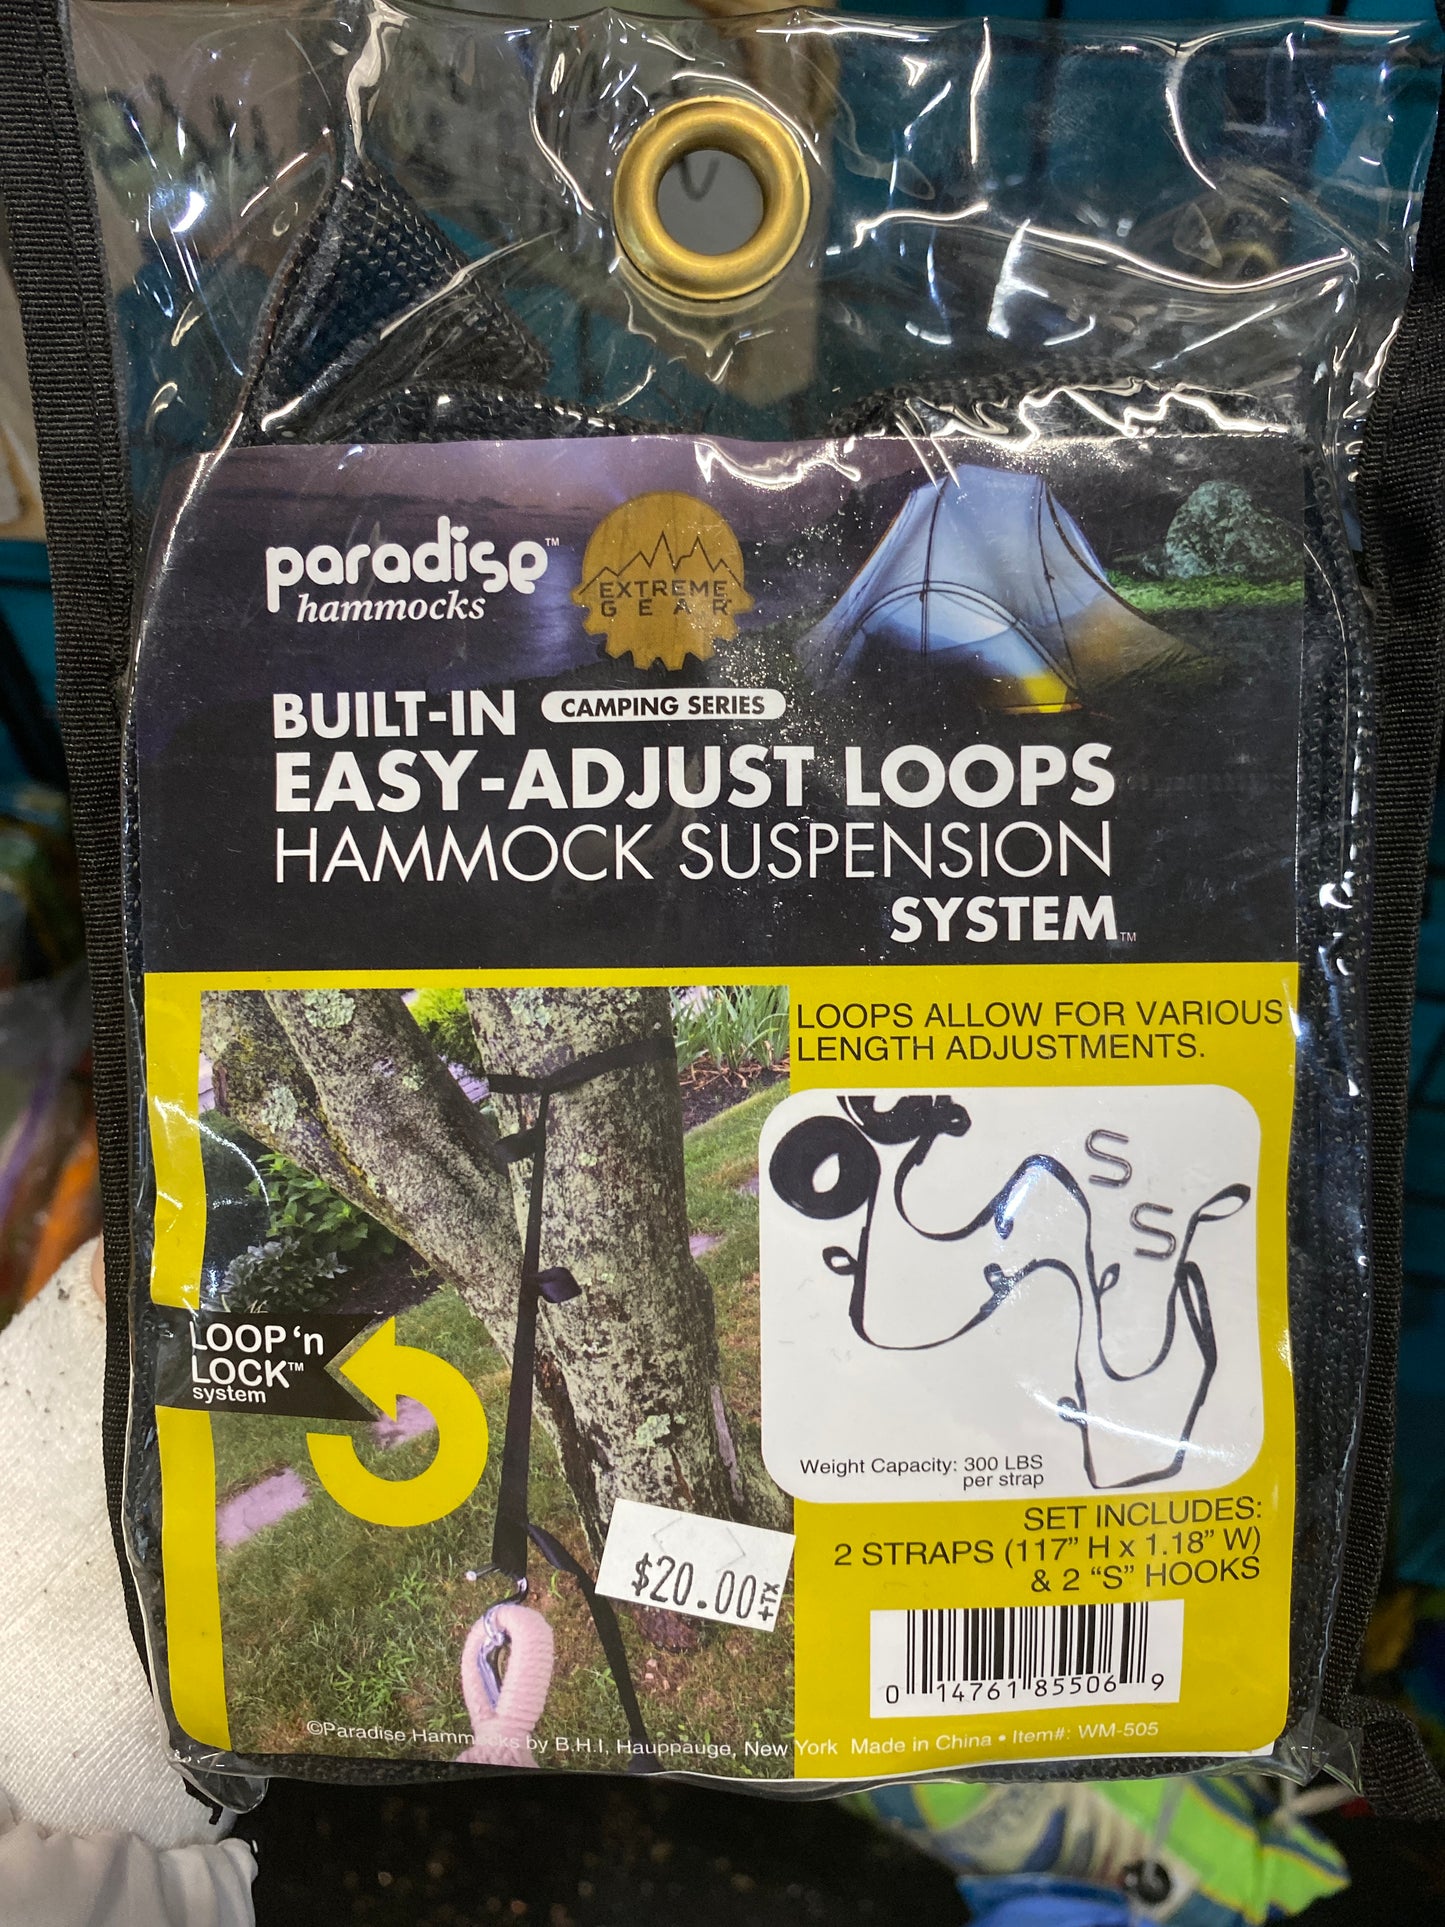 paradise™
hammocks
EXTREME
GEAR
BUILT-IN CAMPING SERIES
EASY-ADJUST LOOPS
HAMMOCK SUSPENSION
SYSTEM™
LOOPS ALLOW FOR VARIOUS
LENGTH ADJUSTMENTS.
LOOP ‘n
LOCK™
system
Weight Capacity: 300 LBS
per strap
SET INCLUDES:
2 STRAPS (117” H x 1.18” W)
& 2 “S” HOOKS
$20.00+TX
0 14761 85506 9
©Paradise Hammocks by B.H.I, Hauppauge, New York Made in China • Item#: WM-505